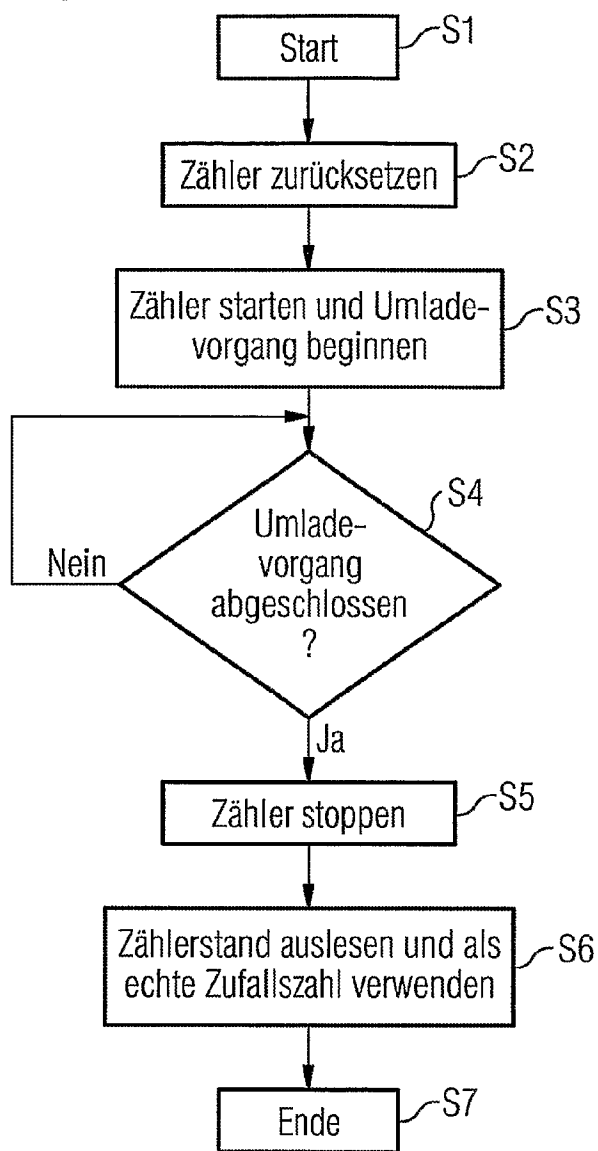 Start
S1
Zähler zurücksetzen
S2
Zähler starten und Umlade-
vorgang beginnen
S3
Umlade-
vorgang
abgeschlossen
?
S4
Nein
Ja
Zähler stoppen
S5
Zählerstand auslesen und als
echte Zufallszahl verwenden
S6
Ende
S7